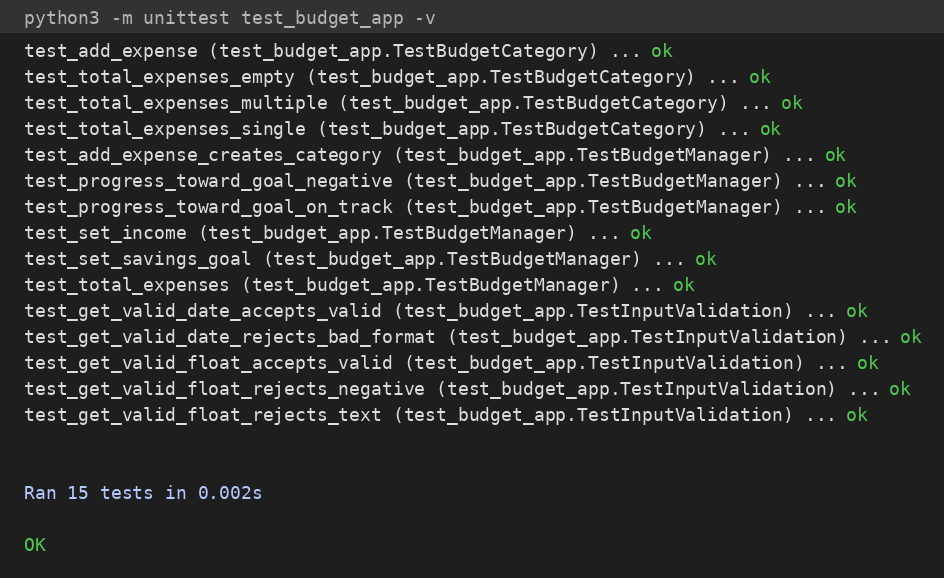 python3 -m unittest test_budget_app -v
test_add_expense (test_budget_app.TestBudgetCategory) ... ok
test_total_expenses_empty (test_budget_app.TestBudgetCategory) ... ok
test_total_expenses_multiple (test_budget_app.TestBudgetCategory) ... ok
test_total_expenses_single (test_budget_app.TestBudgetCategory) ... ok
test_add_expense_creates_category (test_budget_app.TestBudgetManager) ... ok
test_progress_toward_goal_negative (test_budget_app.TestBudgetManager) ... ok
test_progress_toward_goal_on_track (test_budget_app.TestBudgetManager) ... ok
test_set_income (test_budget_app.TestBudgetManager) ... ok
test_set_savings_goal (test_budget_app.TestBudgetManager) ... ok
test_total_expenses (test_budget_app.TestBudgetManager) ... ok
test_get_valid_date_accepts_valid (test_budget_app.TestInputValidation) ... ok
test_get_valid_date_rejects_bad_format (test_budget_app.TestInputValidation) ... ok
test_get_valid_float_accepts_valid (test_budget_app.TestInputValidation) ... ok
test_get_valid_float_rejects_negative (test_budget_app.TestInputValidation) ... ok
test_get_valid_float_rejects_text (test_budget_app.TestInputValidation) ... ok
Ran 15 tests in 0.002s
OK